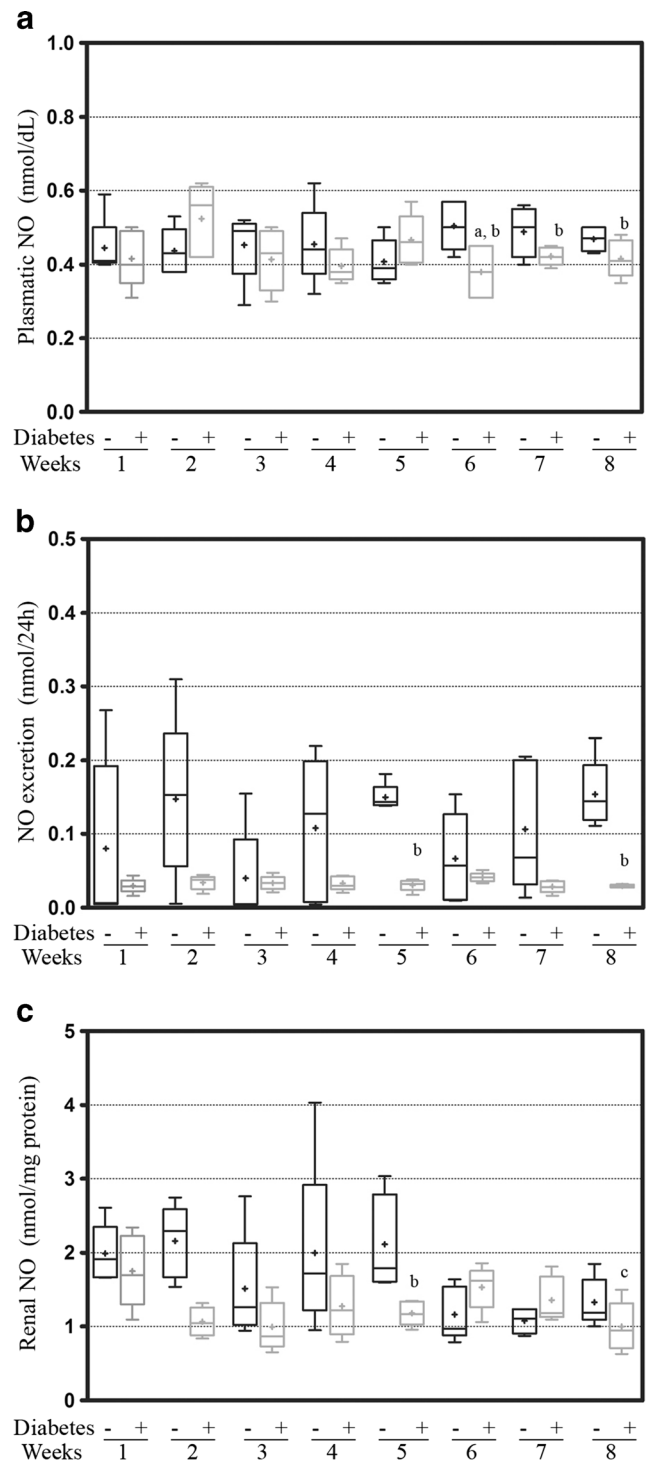 a
Plasmatic NO (nmol/dL)
1.0
0.8
0.6
0.4
0.2
0.0
a, b
b
b
Diabetes - + - + - + - + - + - + - + - +
Weeks 1 2 3 4 5 6 7 8
b
NO excretion (nmol/24h)
0.5
0.4
0.3
0.2
0.1
0.0
b
b
Diabetes - + - + - + - + - + - + - + - +
Weeks 1 2 3 4 5 6 7 8
c
Renal NO (nmol/mg protein)
5
4
3
2
1
0
b
c
Diabetes - + - + - + - + - + - + - + - +
Weeks 1 2 3 4 5 6 7 8